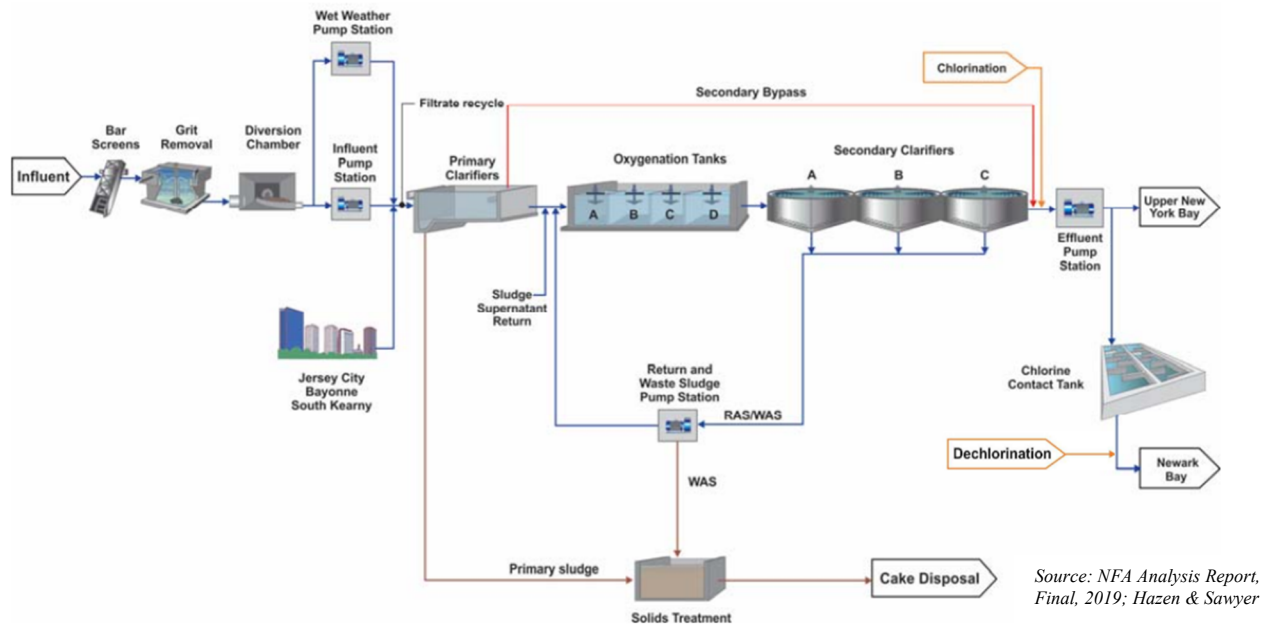 Wet Weather
Pump Station
Chlorination
Filtrate recycle
Secondary Bypass
Bar
Screens
Grit
Removal
Diversion
Chamber
Influent
Pump
Station
Primary
Clarifiers
Oxygenation Tanks
Secondary Clarifiers
A
B
C
Influent
A
B
C
D
Upper New
York Bay
Effluent
Pump
Station
Sludge
Supernatant
Return
Jersey City
Bayonne
South Kearny
Return and
Waste Sludge
Pump Station
RAS/WAS
Chlorine
Contact Tank
Dechlorination
Newark
Bay
WAS
Primary sludge
Cake Disposal
Solids Treatment
Source: NFA Analysis Report,
Final, 2019; Hazen & Sawyer